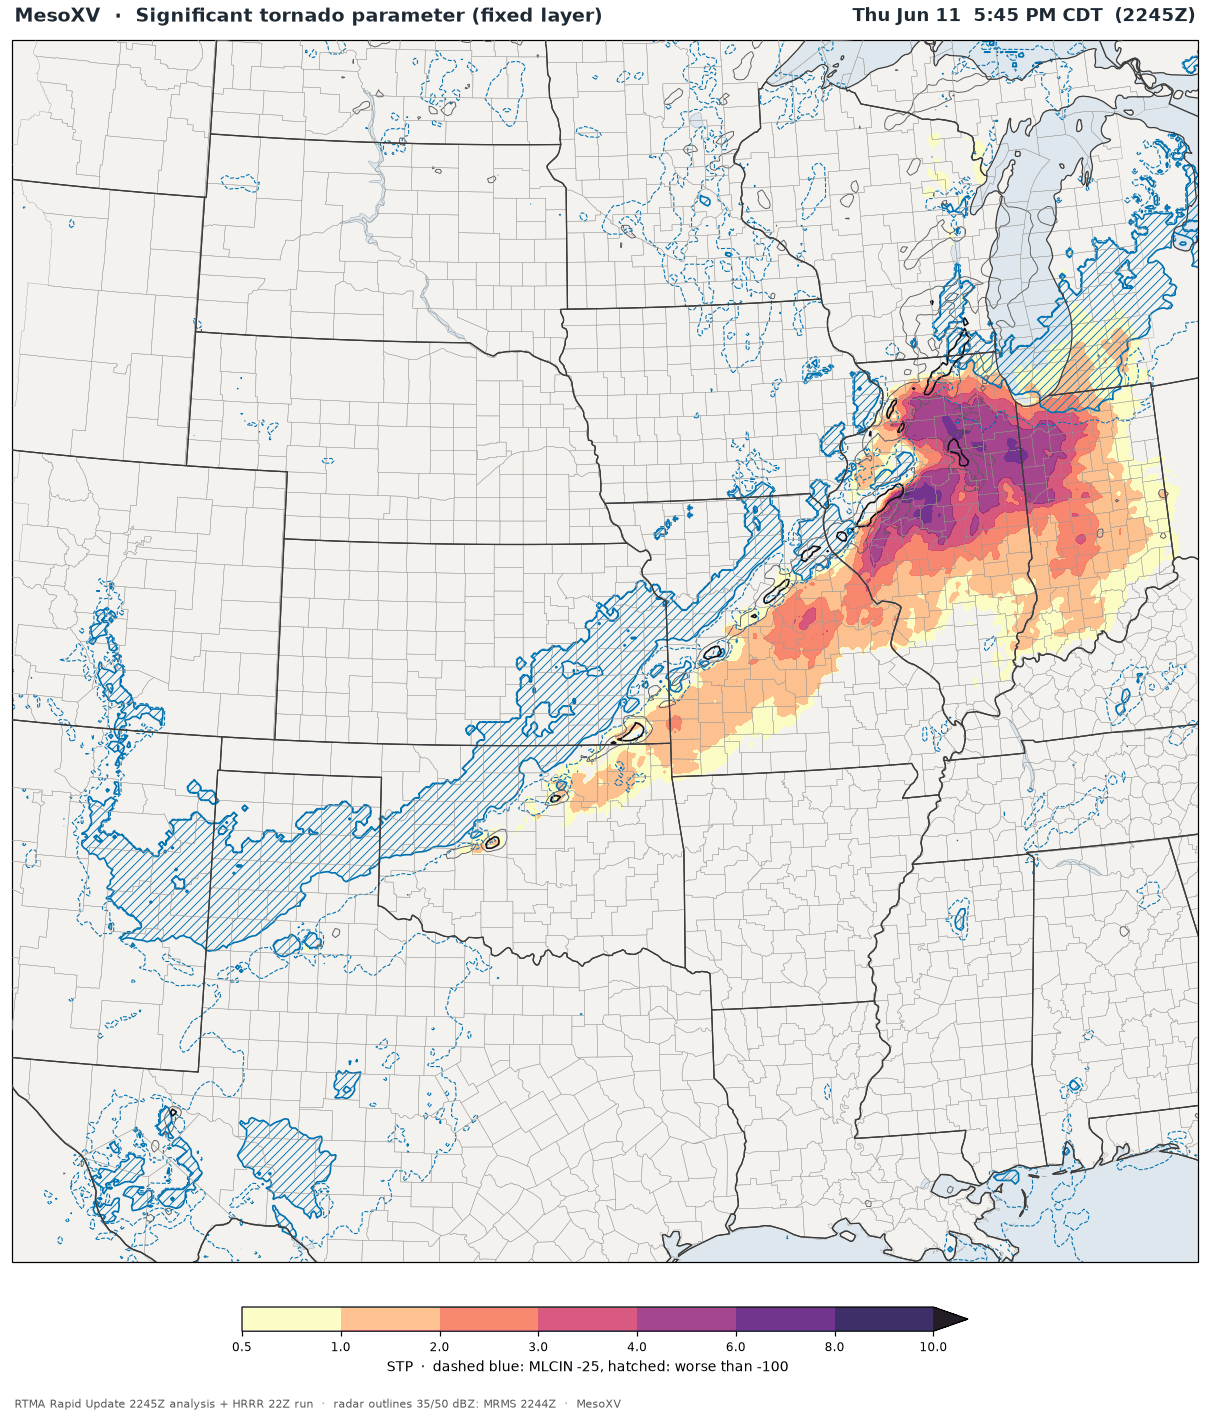 MesoXV · Significant tornado parameter (fixed layer)
Thu Jun 11 5:45 PM CDT (2245Z)
0.5 1.0 2.0 3.0 4.0 6.0 8.0 10.0
STP · dashed blue: MLCIN -25, hatched: worse than -100
RTMA Rapid Update 2245Z analysis + HRRR 22Z run · radar outlines 35/50 dBZ: MRMS 2244Z · MesoXV